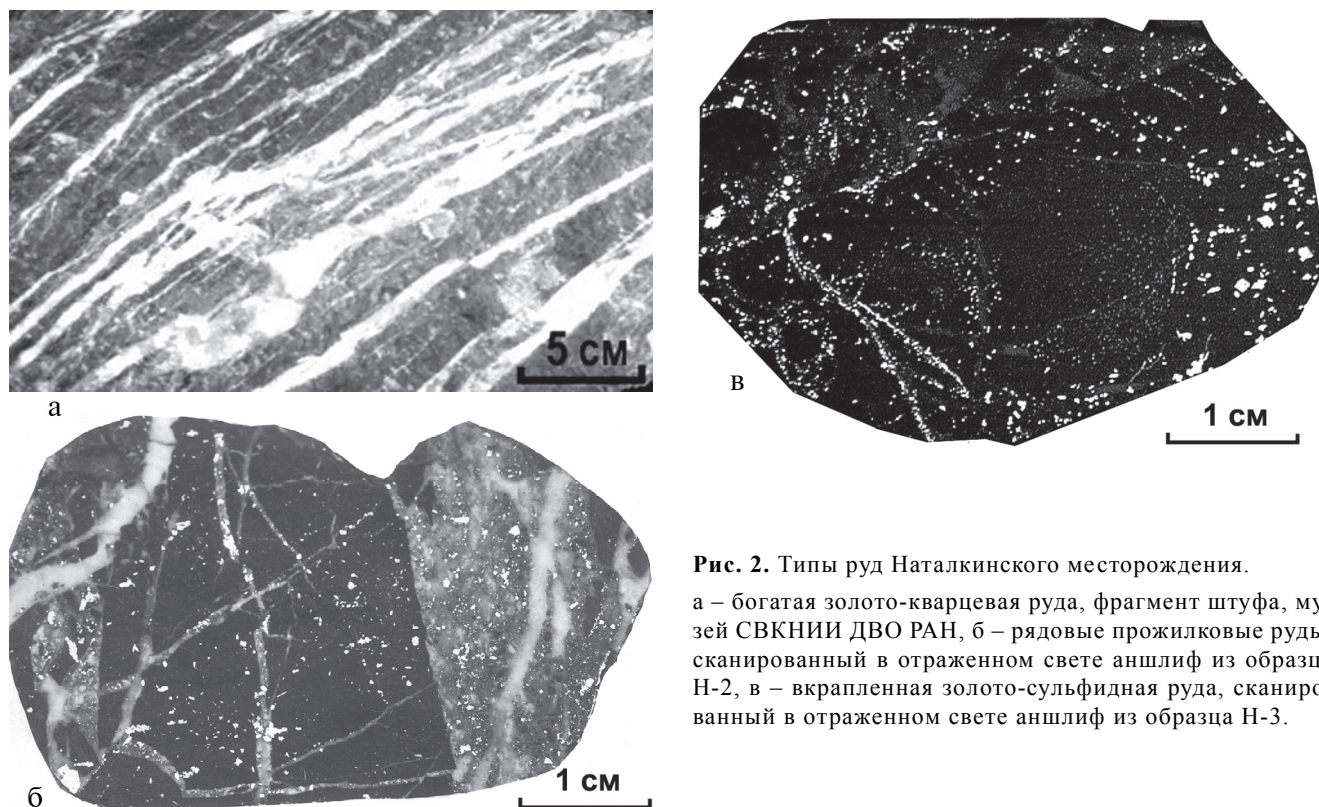 5 см
а
в
1 см
1 см
б
Рис. 2. Типы руд Наталкинского месторождения.
а – богатая золото-кварцевая руда, фрагмент штуфа, му
зей СВКНИИ ДВО РАН, б – рядовые прожилковые руды
сканированный в отраженном свете аншлиф из образц
Н-2, в – вкрапленная золото-сульфидная руда, сканиро
ванный в отраженном свете аншлиф из образца Н-3.